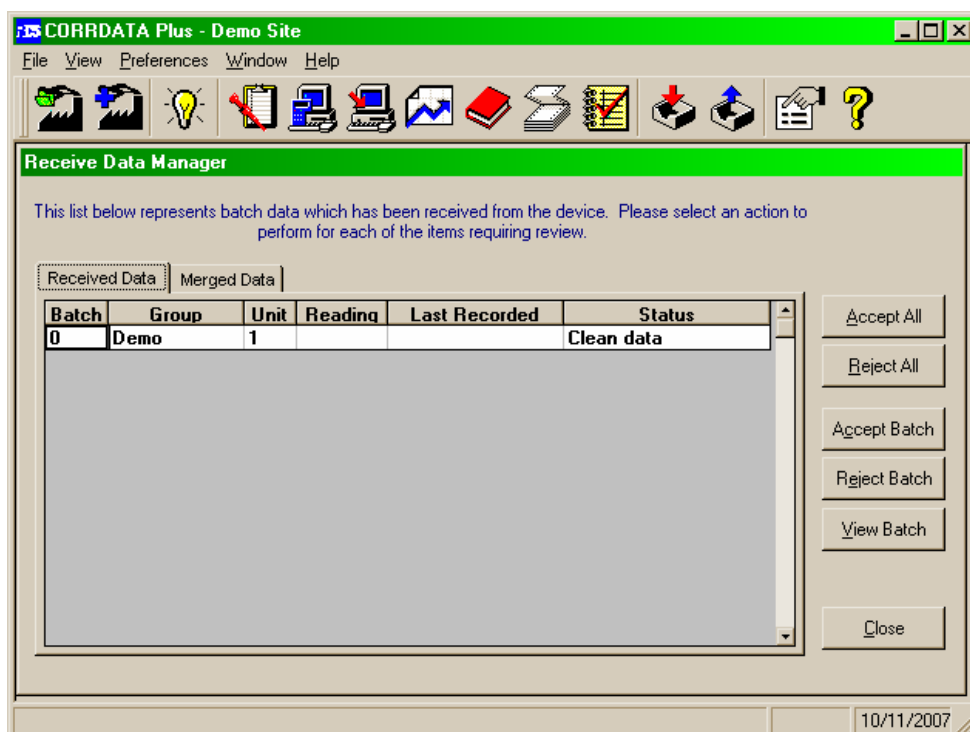 CORRDATA Plus - Demo Site
File View Preferences Window Help
Receive Data Manager
This list below represents batch data which has been received from the device. Please select an action to
perform for each of the items requiring review.
Received Data Merged Data
Batch Group Unit Reading Last Recorded Status
0 Demo 1 Clean data
Accept All
Reject All
Accept Batch
Reject Batch
View Batch
Close
10/11/2007